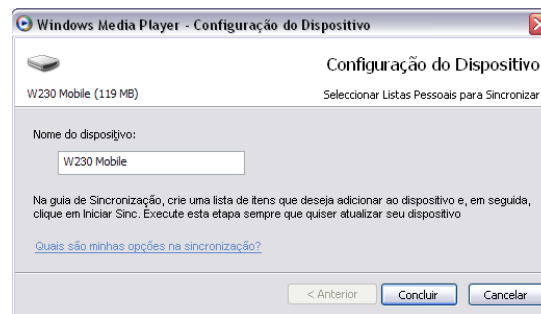 Windows Media Player - Configuração do Dispositivo
Configuração do Dispositivo
W230 Mobile (119 MB)
Seleccionar Listas Pessoais para Sincronizar
Nome do dispositivo:
W230 Mobile
Na guia de Sincronização, crie uma lista de itens que deseja adicionar ao dispositivo e, em seguida,
clique em Iniciar Sinc. Execute esta etapa sempre que quiser atualizar seu dispositivo
Quais são minhas opções na sincronização?
< Anterior
Concluir
Cancelar